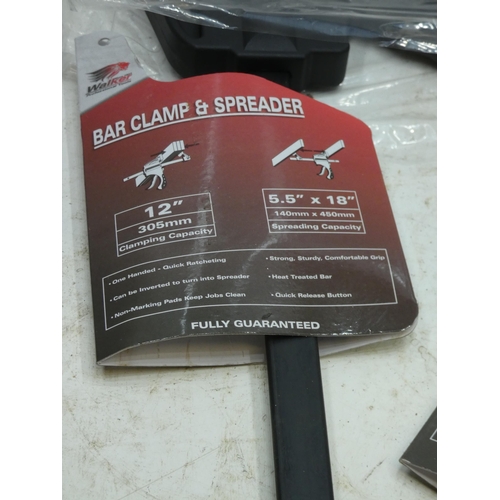 Walker
BAR CLAMP & SPREADER
12"
305mm
Clamping Capacity
5.5" x 18"
140mm x 450mm
Spreading Capacity
• One Handed - Quick Ratcheting
• Can be Inverted to turn into Spreader
• Non-Marking Pads Keep Jobs Clean
• Strong, Sturdy, Comfortable Grip
• Heat Treated Bar
• Quick Release Button
FULLY GUARANTEED